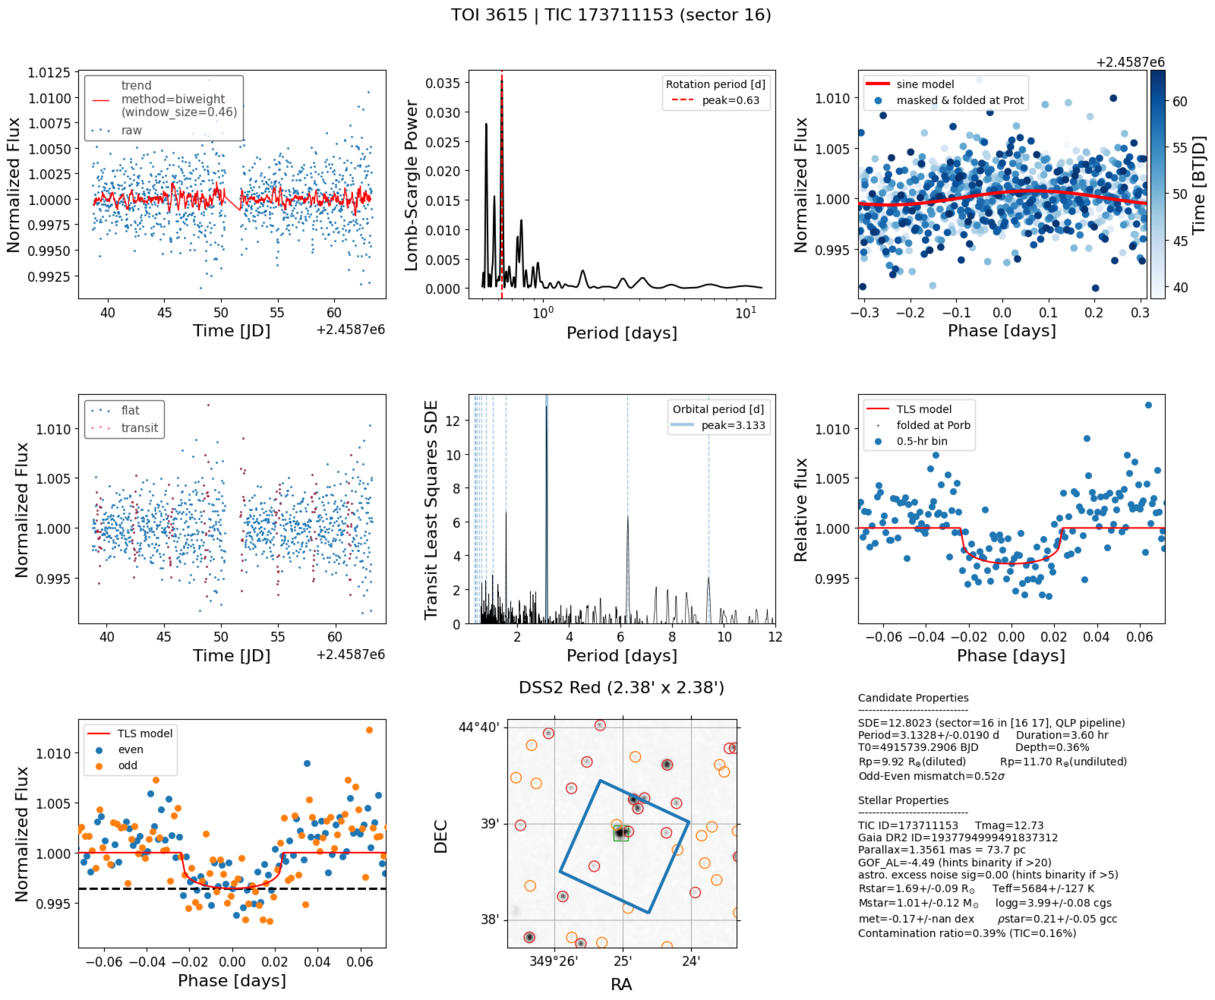 TOI 3615 | TIC 173711153 (sector 16)
trend
method=biweight
(window_size=0.46)
raw
Normalized Flux
1.0125
1.0100
1.0075
1.0050
1.0025
1.0000
0.9975
0.9950
0.9925
40
45
50
55
60
Time [JD]
+2.4587e6
Rotation period [d]
peak=0.63
Lomb-Scargle Power
0.035
0.030
0.025
0.020
0.015
0.010
0.005
0.000
10⁰
10¹
Period [days]
+2.4587e6
sine model
masked & folded at Prot
Normalized Flux
1.010
1.005
1.000
0.995
−0.3
−0.2
−0.1
0.0
0.1
0.2
0.3
Phase [days]
60
55
50
45
40
Time [BTJD]
flat
transit
Normalized Flux
1.010
1.005
1.000
0.995
40
45
50
55
60
Time [JD]
+2.4587e6
Orbital period [d]
peak=3.133
Transit Least Squares SDE
12
10
8
6
4
2
0
2
4
6
8
10
12
Period [days]
TLS model
folded at Porb
0.5-hr bin
Relative flux
1.010
1.005
1.000
0.995
−0.06
−0.04
−0.02
0.00
0.02
0.04
0.06
Phase [days]
TLS model
even
odd
Normalized Flux
1.010
1.005
1.000
0.995
−0.06
−0.04
−0.02
0.00
0.02
0.04
0.06
Phase [days]
DSS2 Red (2.38' x 2.38')
DEC
44°40'
39'
38'
349°26'
25'
24'
RA
Candidate Properties
------------------------------
SDE=12.8023 (sector=16 in [16 17], QLP pipeline)
Period=3.1328+/-0.0190 d Duration=3.60 hr
T0=4915739.2906 BJD Depth=0.36%
Rp=9.92 R⊕(diluted) Rp=11.70 R⊕(undiluted)
Odd-Even mismatch=0.52σ
Stellar Properties
------------------------------
TIC ID=173711153 Tmag=12.73
Gaia DR2 ID=1937794999491837312
Parallax=1.3561 mas = 73.7 pc
GOF_AL=-4.49 (hints binarity if >20)
astro. excess noise sig=0.00 (hints binarity if >5)
Rstar=1.69+/-0.09 R⊙ Teff=5684+/-127 K
Mstar=1.01+/-0.12 M⊙ logg=3.99+/-0.08 cgs
met=-0.17+/-nan dex ρstar=0.21+/-0.05 gcc
Contamination ratio=0.39% (TIC=0.16%)